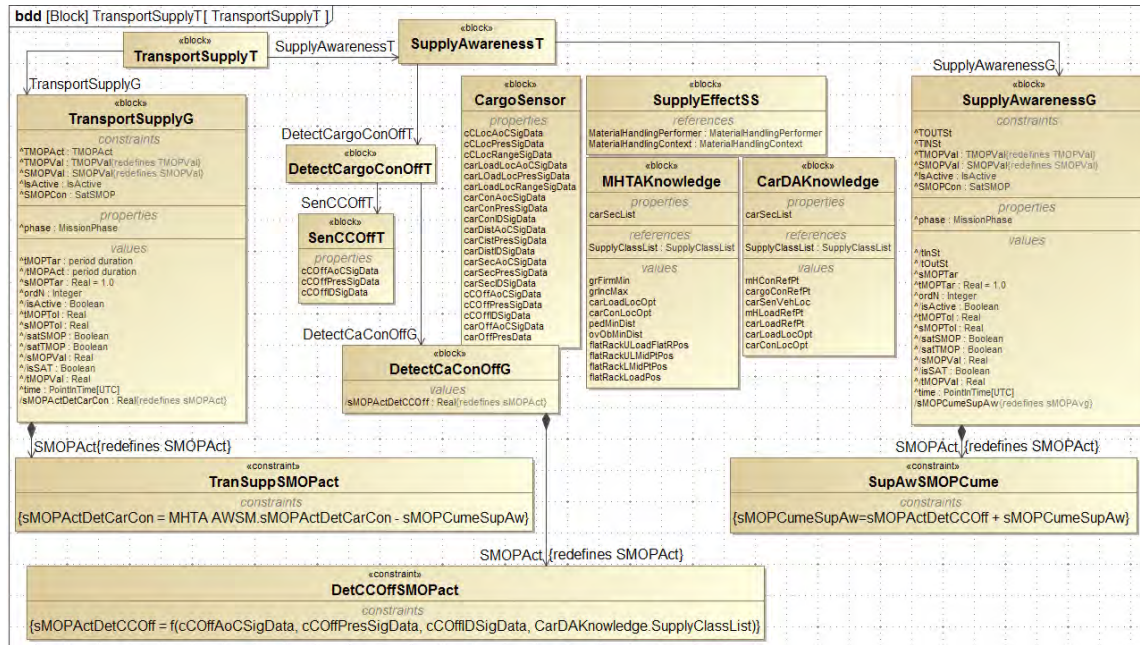 bdd [Block] TransportSupplyT [ TransportSupplyT ]
«block»
TransportSupplyT
SupplyAwarenessT
«block»
SupplyAwarenessT
TransportSupplyG
«block»
TransportSupplyG
constraints
^TMOPAct : TMOPAct
^TMOPVal : TMOPVal{redefines TMOPVal}
^SMOPVal : SMOPVal{redefines SMOPVal}
^IsActive : IsActive
^SMOPCon : SatSMOP
properties
^phase : MissionPhase
values
^tMOPTar : period duration
^/tMOPAct : period duration
^sMOPTar : Real = 1.0
^ordN : Integer
^/isActive : Boolean
^tMOPTol : Real
^sMOPTol : Real
^/satSMOP : Boolean
^/satTMOP : Boolean
^/sMOPVal : Real
^/isSAT : Boolean
^/tMOPVal : Real
^time : PointInTime[UTC]
/sMOPActDetCarCon : Real{redefines sMOPAct}
DetectCargoConOffT
«block»
DetectCargoConOffT
SenCCOffT
«block»
SenCCOffT
properties
cCOffAoCSigData
cCOffPresSigData
cCOffIDSigData
DetectCaConOffG
«block»
DetectCaConOffG
values
/sMOPActDetCCOff : Real{redefines sMOPAct}
«block»
CargoSensor
properties
cCLocAoCSigData
cCLocPresSigData
cCLocRangeSigData
carLoadLocAoCSigData
carLOadLocPresSigData
carLoadLocRangeSigData
carConAocSigData
carConPresSigData
carConIDSigData
carDistAoCSigData
carCistPresSigData
carDistIDSigData
carSecAoCSigData
carSecPresSigData
carSecIDSigData
cCOffAoCSigData
cCOffPresSigData
cCOffIDSigData
carOffAoCSigData
carOffPresData
«block»
SupplyEffectSS
references
MaterialHandlingPerformer : MaterialHandlingPerformer
MaterialHandlingContext : MaterialHandlingContext
«block»
MHTAKnowledge
properties
carSecList
references
SupplyClassList : SupplyClassList
values
grFirmMin
grIncMax
carLoadLocOpt
carConLocOpt
pedMinDist
ovObMinDist
flatRackULoadFlatRPos
flatRackULMidPtPos
flatRackLMidPtPos
flatRackLoadPos
«block»
CarDAKnowledge
properties
carSecList
references
SupplyClassList : SupplyClassList
values
mHConRefPt
cargoConRefPt
carSenVehLoc
mHLoadRefPt
carLoadRefPt
carLoadLocOpt
carConLocOpt
SupplyAwarenessG
«block»
SupplyAwarenessG
constraints
^TOUTSt
^TINSt
^TMOPVal : TMOPVal{redefines TMOPVal}
^SMOPVal : SMOPVal{redefines SMOPVal}
^IsActive : IsActive
^SMOPCon : SatSMOP
properties
^phase : MissionPhase
values
^/tInSt
^/tOutSt
^sMOPTar
^tMOPTar : Real = 1.0
^ordN : Integer
^/isActive : Boolean
^tMOPTol : Real
^sMOPTol : Real
^/satSMOP : Boolean
^/satTMOP : Boolean
^/sMOPVal : Real
^/isSAT : Boolean
^/tMOPVal : Real
^time : PointInTime[UTC]
/sMOPCumeSupAw{redefines sMOPAvg}
SMOPAct{redefines SMOPAct}
«constraint»
TranSuppSMOPact
constraints
{sMOPActDetCarCon = MHTA AWSM.sMOPActDetCarCon - sMOPCumeSupAw}
SMOPAct {redefines SMOPAct}
«constraint»
SupAwSMOPCume
constraints
{sMOPCumeSupAw=sMOPActDetCCOff + sMOPCumeSupAw}
SMOPAct {redefines SMOPAct}
«constraint»
DetCCOffSMOPact
constraints
{sMOPActDetCCOff = f(cCOffAoCSigData, cCOffPresSigData, cCOffIDSigData, CarDAKnowledge.SupplyClassList)}